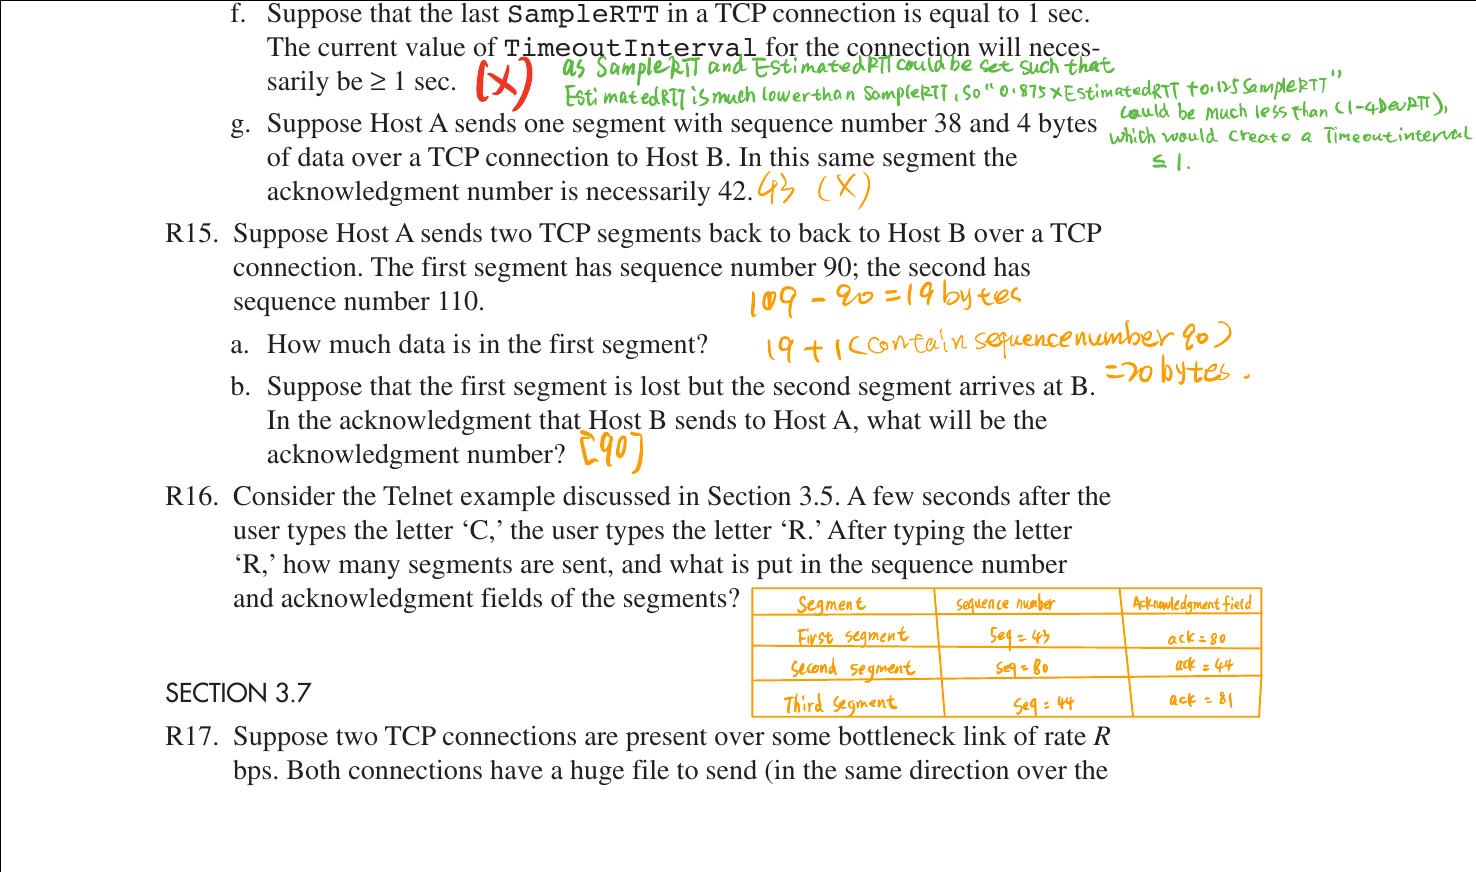 f. Suppose that the last SampleRTT in a TCP connection is equal to 1 sec.
The current value of TimeoutInterval for the connection will neces-
sarily be ≥ 1 sec. (X)
as SampleRTT and EstimatedRTT could be set such that
EstimatedRTT is much lower than SampleRTT, so "0.875 x EstimatedRTT + 0.125 SampleRTT"
could be much less than (1-4DevRTT),
which would create a Timeoutinterval
≤ 1.
g. Suppose Host A sends one segment with sequence number 38 and 4 bytes
of data over a TCP connection to Host B. In this same segment the
acknowledgment number is necessarily 42. 43 (X)
R15. Suppose Host A sends two TCP segments back to back to Host B over a TCP
connection. The first segment has sequence number 90; the second has
sequence number 110.
109 - 90 = 19 bytes
a. How much data is in the first segment?
19 + 1 (contain sequence number 90)
= 20 bytes.
b. Suppose that the first segment is lost but the second segment arrives at B.
In the acknowledgment that Host B sends to Host A, what will be the
acknowledgment number? [90]
R16. Consider the Telnet example discussed in Section 3.5. A few seconds after the
user types the letter ‘C,’ the user types the letter ‘R.’ After typing the letter
‘R,’ how many segments are sent, and what is put in the sequence number
and acknowledgment fields of the segments?
Segment sequence number Acknowledgment field
First segment Seq = 43 ack = 80
Second segment Seq = 80 ack = 44
Third Segment Seq = 44 ack = 81
SECTION 3.7
R17. Suppose two TCP connections are present over some bottleneck link of rate R
bps. Both connections have a huge file to send (in the same direction over the